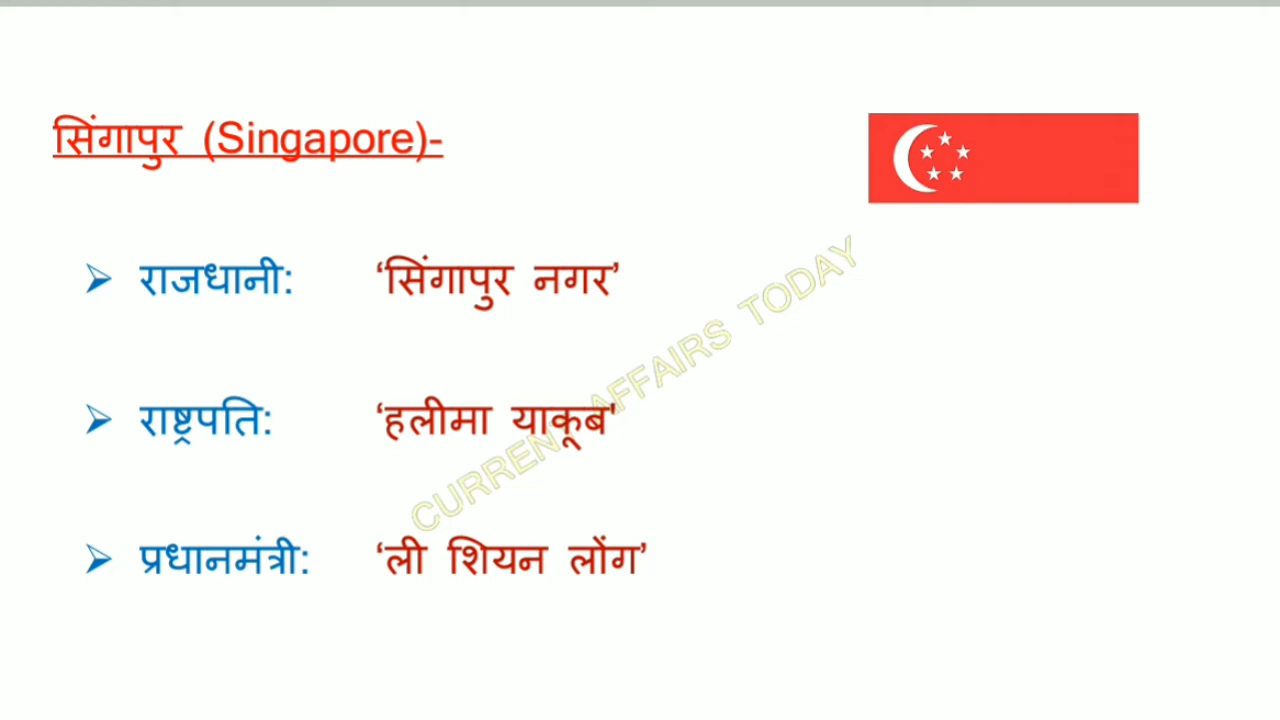 सिंगापुर (Singapore)-
राजधानी: ‘सिंगापुर नगर’
राष्ट्रपति: ‘हलीमा याकूब'
प्रधानमंत्री: ‘ली शियन लोंग’
CURRENT AFFAIRS TODAY